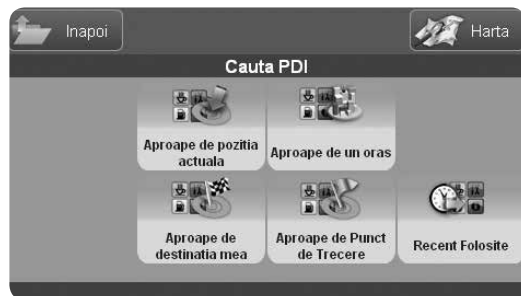 Inapoi
Harta
Cauta PDI
Aproape de pozitia
actuala
Aproape de un oras
Aproape de
destinatia mea
Aproape de Punct
de Trecere
Recent Folosite